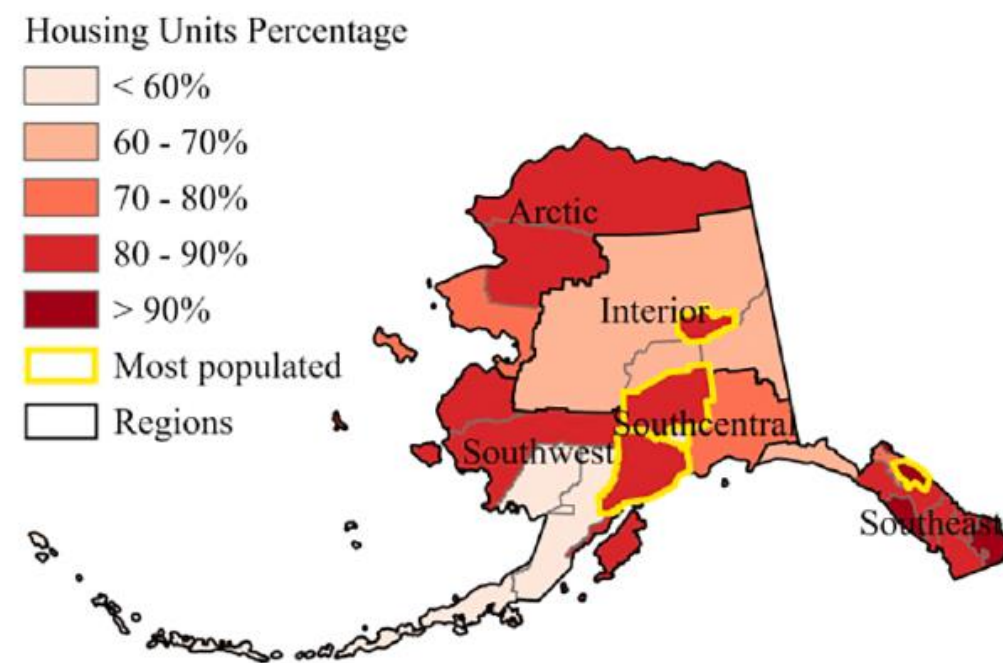 Housing Units Percentage
< 60%
60 - 70%
70 - 80%
80 - 90%
> 90%
Most populated
Regions
Arctic
Interior
Southcentral
Southwest
Southeast